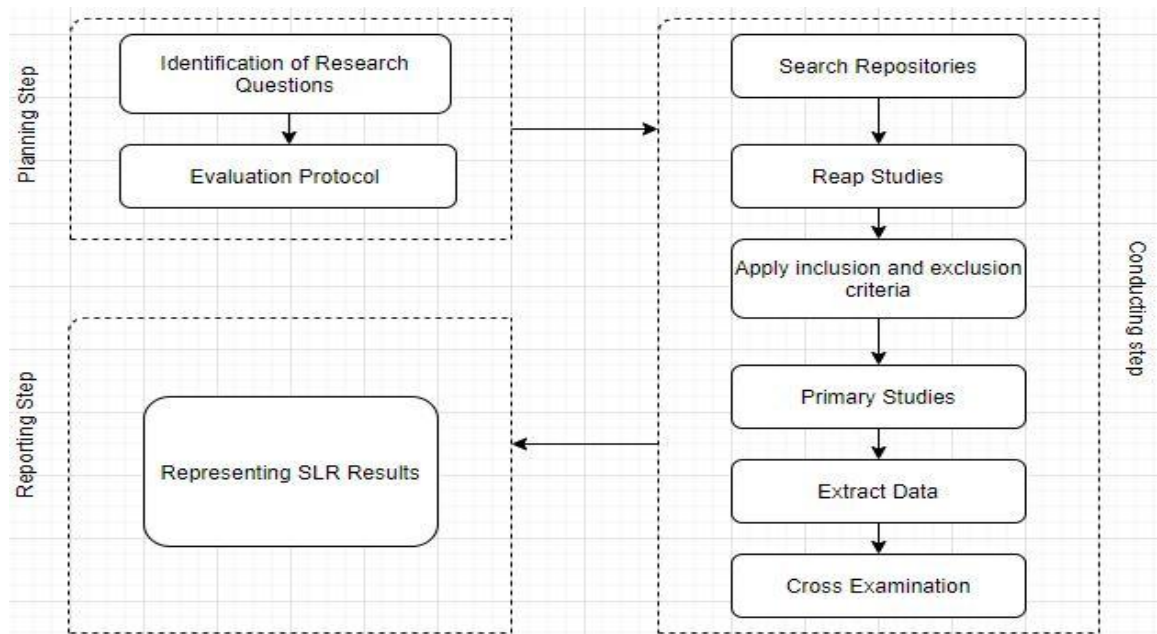 Planning Step
Identification of Research
Questions
Evaluation Protocol
Conducting step
Search Repositories
Reap Studies
Apply inclusion and exclusion
criteria
Primary Studies
Extract Data
Cross Examination
Reporting Step
Representing SLR Results